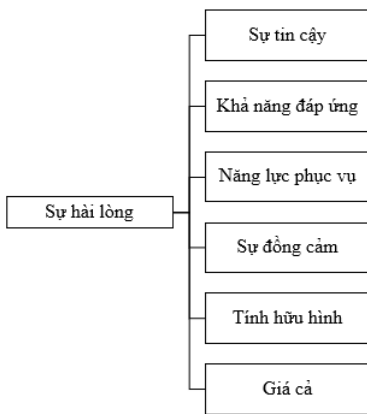 Sự tin cậy
Khả năng đáp ứng
Năng lực phục vụ
Sự hài lòng
Sự đồng cảm
Tính hữu hình
Giá cả